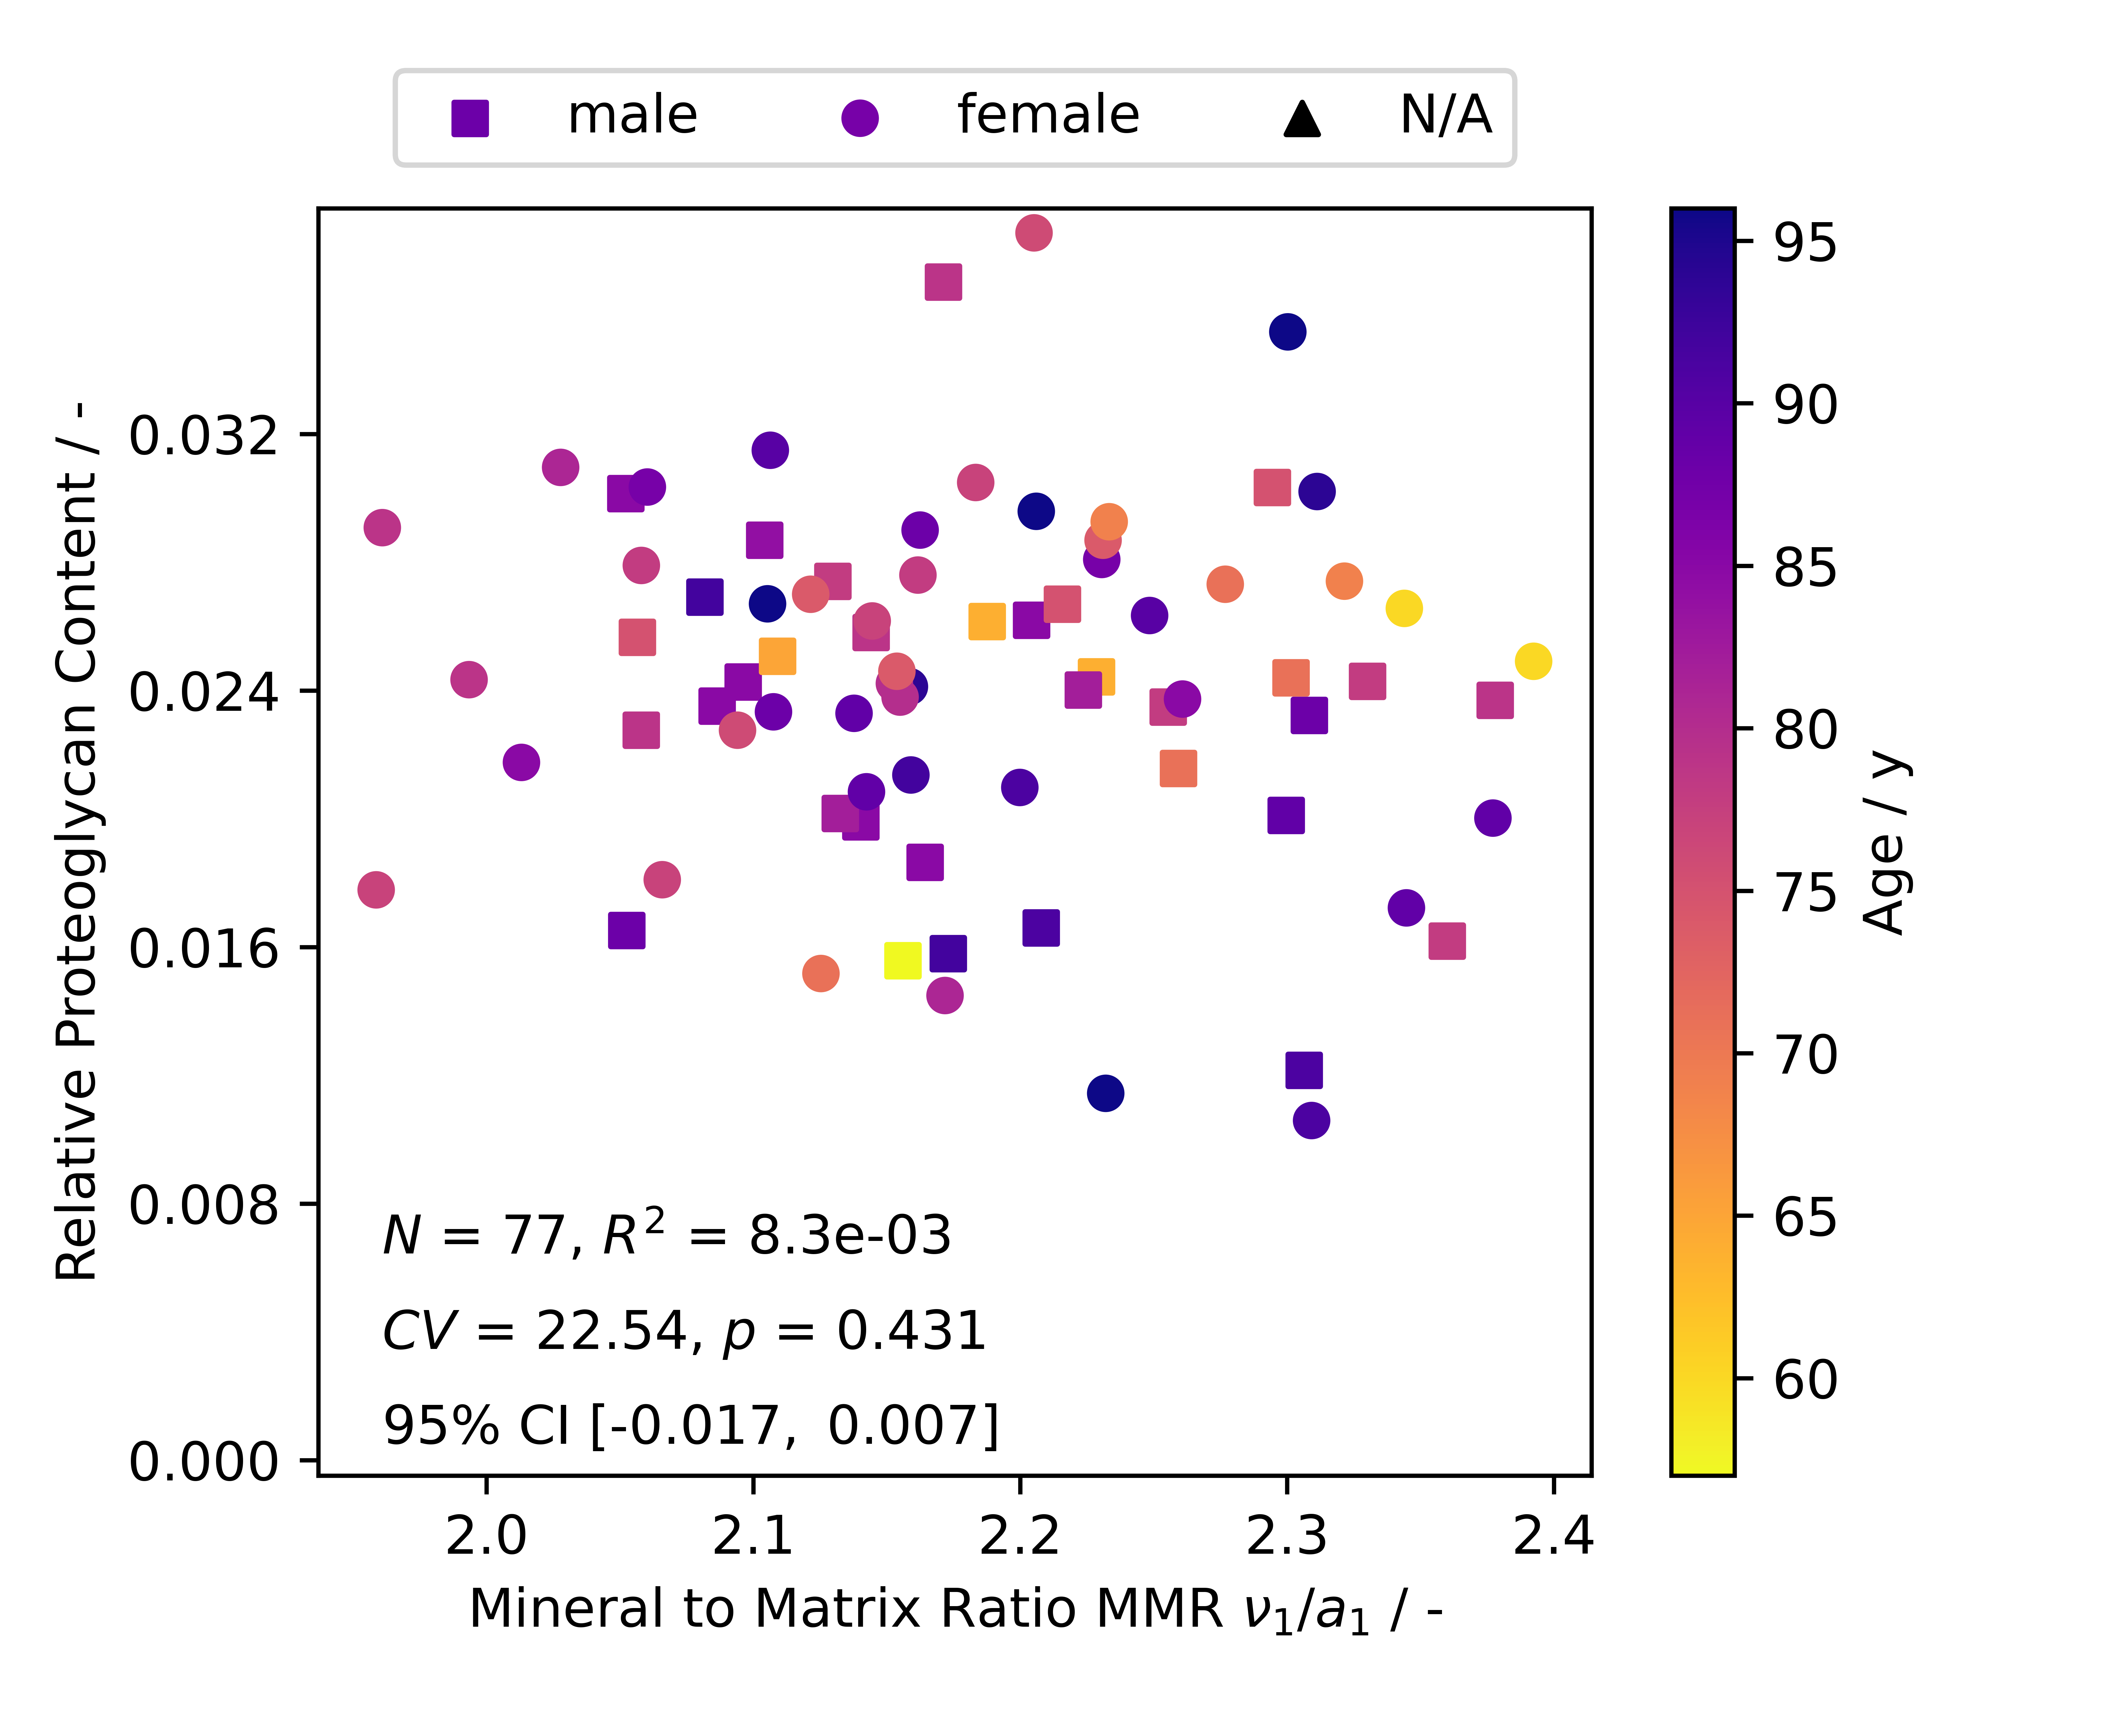 male female N/A
Relative Proteoglycan Content / -
0.032
0.024
0.016
0.008
0.000
N = 77, R² = 8.3e-03
CV = 22.54, p = 0.431
95% CI [-0.017, 0.007]
2.0 2.1 2.2 2.3 2.4
Mineral to Matrix Ratio MMR ν₁/a₁ / -
95
90
85
80
75
70
65
60
Age / y